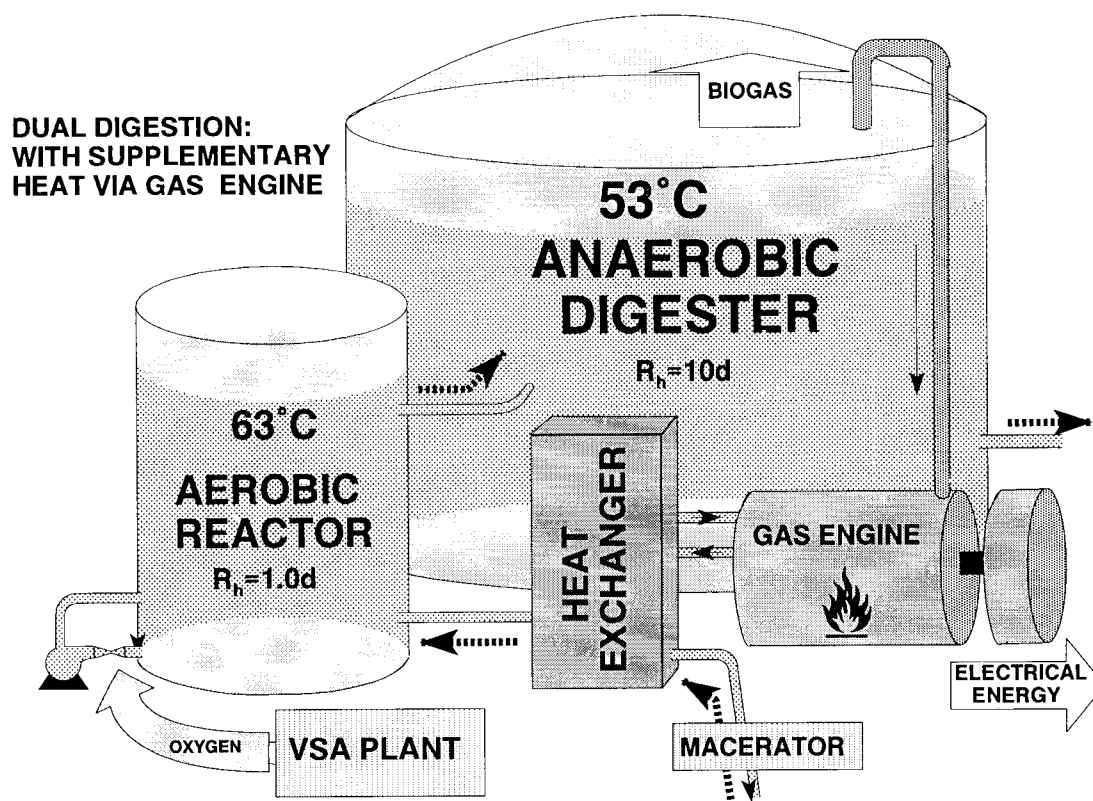 DUAL DIGESTION:
WITH SUPPLEMENTARY
HEAT VIA GAS ENGINE
BIOGAS
53°C
ANAEROBIC
DIGESTER
Rh=10d
63°C
AEROBIC
REACTOR
Rh=1.0d
HEAT
EXCHANGER
GAS ENGINE
ELECTRICAL
ENERGY
OXYGEN
VSA PLANT
MACERATOR